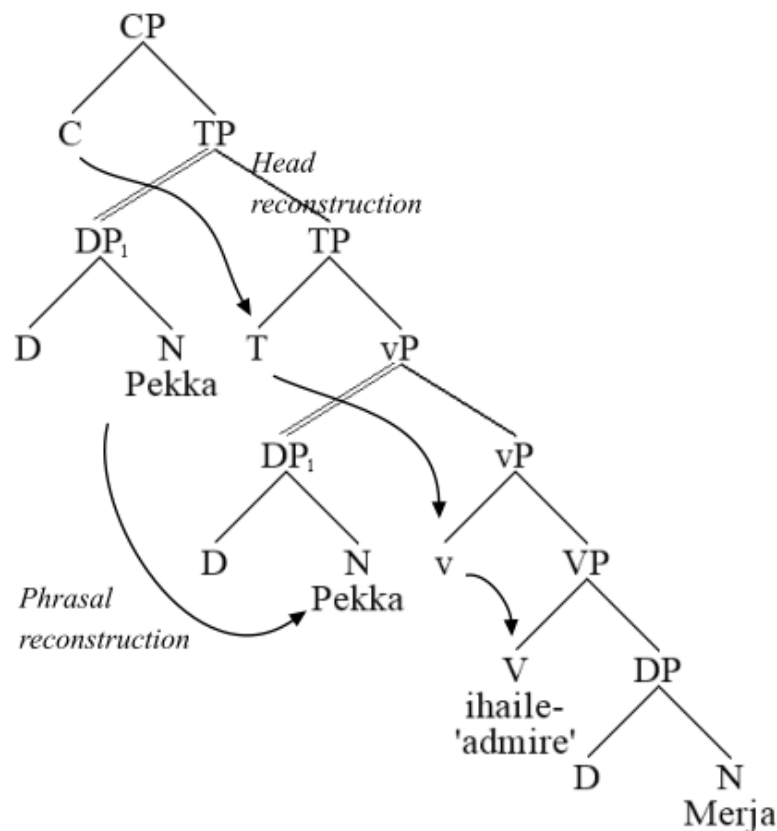 CP
C TP
Head
reconstruction
DP₁ TP
D N T vP
Pekka
DP₁ vP
D N v VP
Pekka
Phrasal
reconstruction
V DP
ihaile-
'admire'
D N
Merja